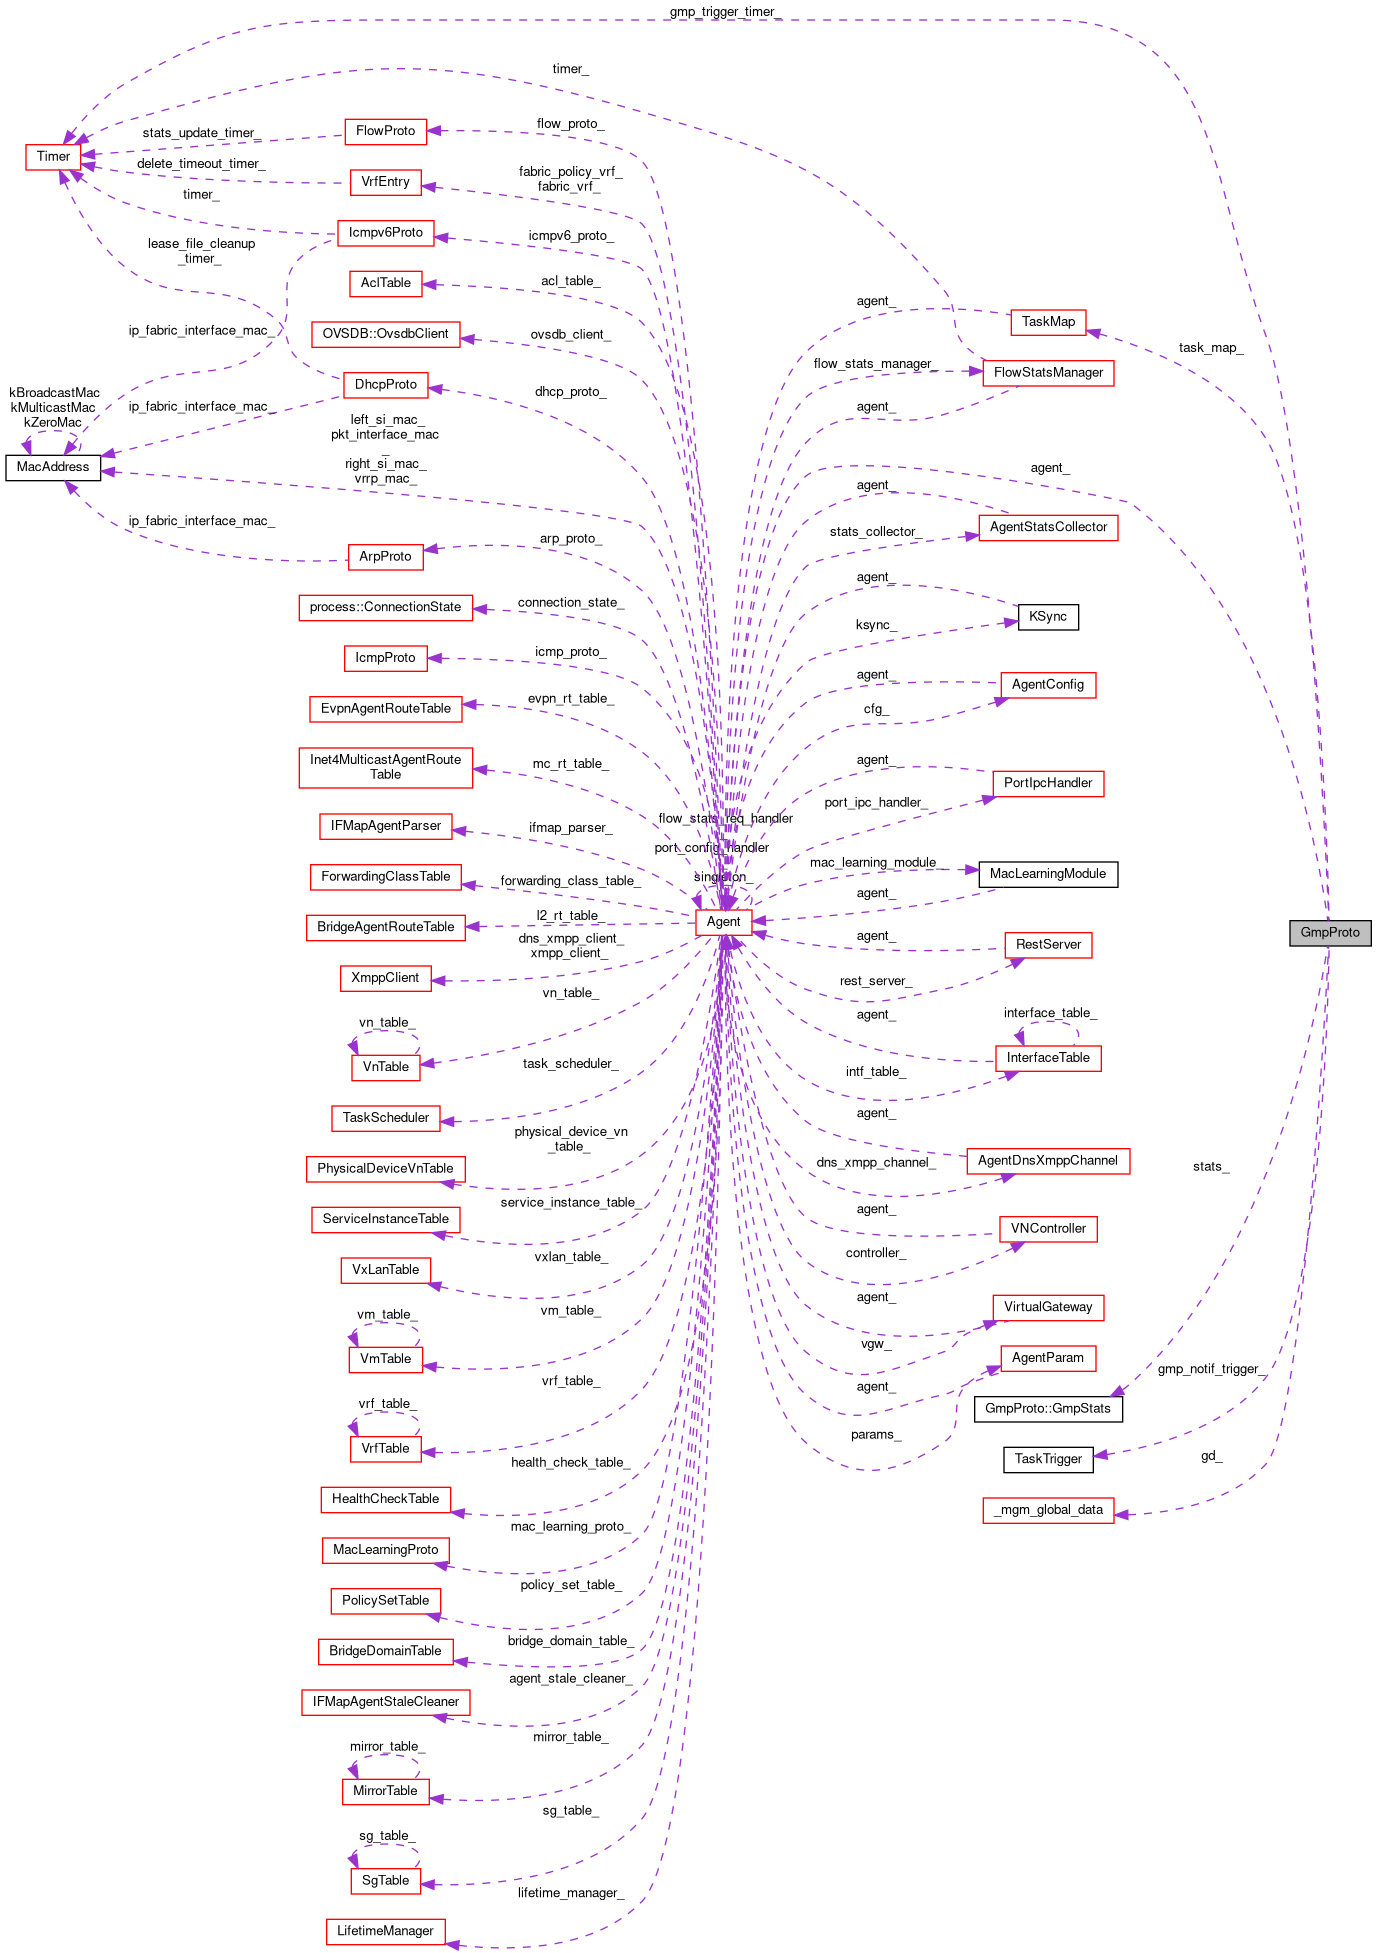 gmp_trigger_timer_
timer_
FlowProto
flow_proto_
stats_update_timer_
Timer
delete_timeout_timer_
VrfEntry
fabric_policy_vrf_
fabric_vrf_
timer_
Icmpv6Proto
icmpv6_proto_
lease_file_cleanup
_timer_
AclTable
acl_table_
agent_
TaskMap
task_map_
ip_fabric_interface_mac_
OVSDB::OvsdbClient
ovsdb_client_
flow_stats_manager_
FlowStatsManager
kBroadcastMac
kMulticastMac
kZeroMac
DhcpProto
dhcp_proto_
ip_fabric_interface_mac_
agent_
left_si_mac_
pkt_interface_mac
_
right_si_mac_
vrrp_mac_
MacAddress
agent_
agent_
ip_fabric_interface_mac_
ArpProto
arp_proto_
stats_collector_
AgentStatsCollector
process::ConnectionState
connection_state_
agent_
KSync
ksync_
IcmpProto
icmp_proto_
agent_
AgentConfig
EvpnAgentRouteTable
evpn_rt_table_
cfg_
Inet4MulticastAgentRoute
Table
mc_rt_table_
agent_
PortIpcHandler
port_ipc_handler_
IFMapAgentParser
ifmap_parser_
flow_stats_req_handler
_
port_config_handler
_
singleton_
ForwardingClassTable
forwarding_class_table_
mac_learning_module_
MacLearningModule
agent_
BridgeAgentRouteTable
l2_rt_table_
Agent
GmpProto
agent_
RestServer
dns_xmpp_client_
xmpp_client_
XmppClient
rest_server_
vn_table_
agent_
interface_table_
vn_table_
VnTable
InterfaceTable
task_scheduler_
intf_table_
TaskScheduler
agent_
physical_device_vn
_table_
PhysicalDeviceVnTable
dns_xmpp_channel_
AgentDnsXmppChannel
stats_
service_instance_table_
ServiceInstanceTable
agent_
VNController
vxlan_table_
VxLanTable
controller_
vm_table_
vm_table_
VmTable
agent_
VirtualGateway
vgw_
vrf_table_
vrf_table_
VrfTable
agent_
AgentParam
gmp_notif_trigger_
GmpProto::GmpStats
params_
health_check_table_
HealthCheckTable
TaskTrigger
gd_
mac_learning_proto_
MacLearningProto
_mgm_global_data
policy_set_table_
PolicySetTable
bridge_domain_table_
BridgeDomainTable
agent_stale_cleaner_
IFMapAgentStaleCleaner
mirror_table_
mirror_table_
MirrorTable
sg_table_
sg_table_
SgTable
lifetime_manager_
LifetimeManager